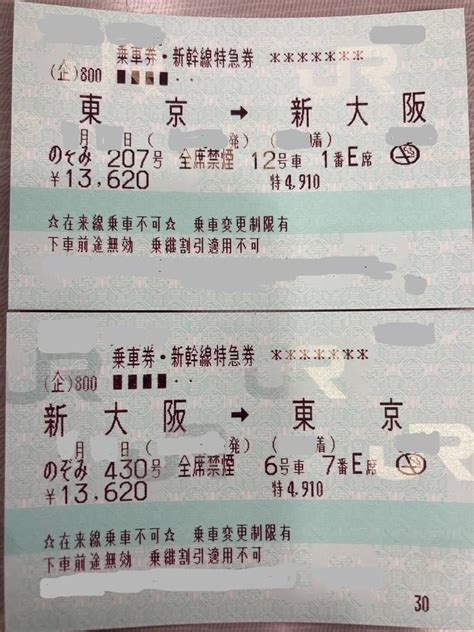 乗車券・新幹線特急券 ＊＊＊＊＊＊＊
(企)800 ■■■■・・
東京 → 新大阪
月 日 ( 発) ( 着)
のぞみ 207号 全席禁煙 12号車 1番E席
￥13,620 特4,910
☆在来線乗車不可☆ 乗車変更制限有
下車前途無効 乗継割引適用不可
乗車券・新幹線特急券 ＊＊＊＊＊＊＊
(企)800 ■■■■・・
新大阪 → 東京
月 日 ( 発) ( 着)
のぞみ 430号 全席禁煙 6号車 7番E席
￥13,620 特4,910
☆在来線乗車不可☆ 乗車変更制限有
下車前途無効 乗継割引適用不可
30